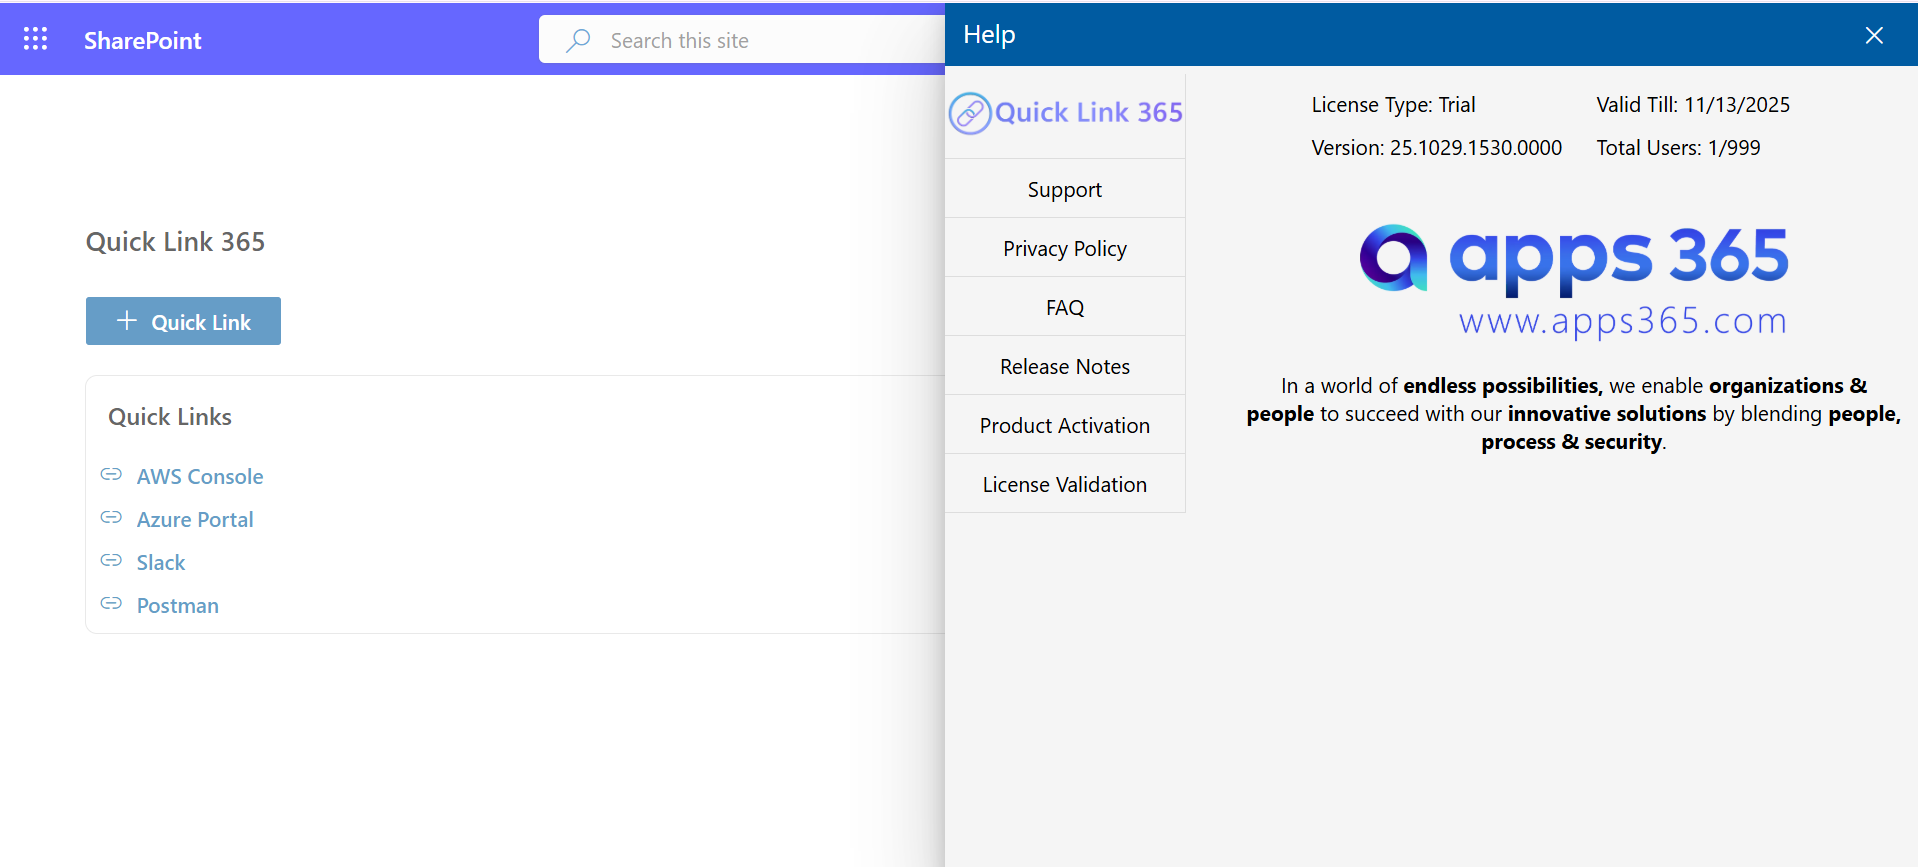 SharePoint
Search this site
Quick Link 365
Quick Link
Quick Links
AWS Console
Azure Portal
Slack
Postman
Help
Quick Link 365
Support
Privacy Policy
FAQ
Release Notes
Product Activation
License Validation
License Type: Trial
Valid Till: 11/13/2025
Version: 25.1029.1530.0000
Total Users: 1/999
apps 365
www.apps365.com
In a world of endless possibilities, we enable organizations &
people to succeed with our innovative solutions by blending people,
process & security.